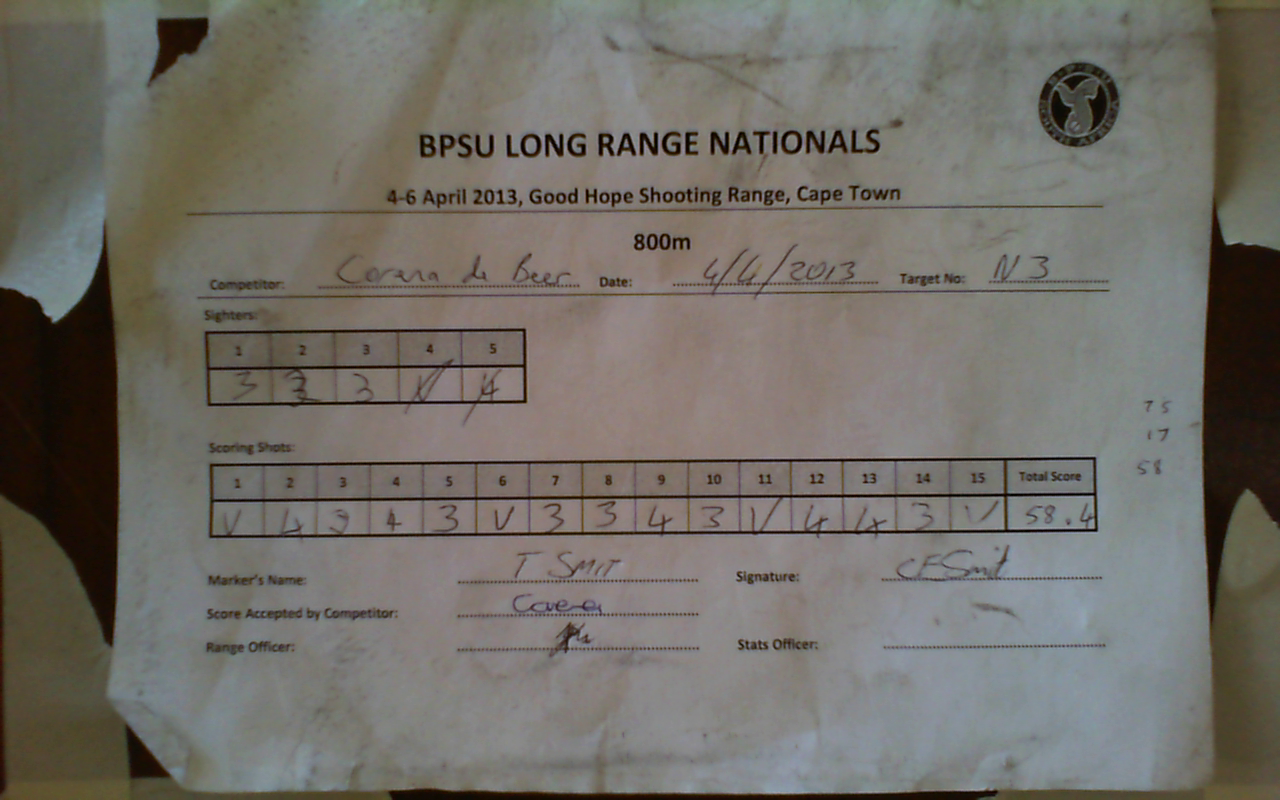 BPSU LONG RANGE NATIONALS
4-6 April 2013, Good Hope Shooting Range, Cape Town
800m
Competitor: Corena de Beer Date: 4/4/2013 Target No: N3
Sighters:
1 2 3 4 5
3 3 3 V 4
75
17
58
Scoring Shots:
1 2 3 4 5 6 7 8 9 10 11 12 13 14 15 Total Score
V 4 3 4 3 V 3 3 4 3 V 4 4 3 V 58.4
Marker's Name: T SMIT Signature: CFSmit
Score Accepted by Competitor: Corena
Range Officer: Stats Officer: